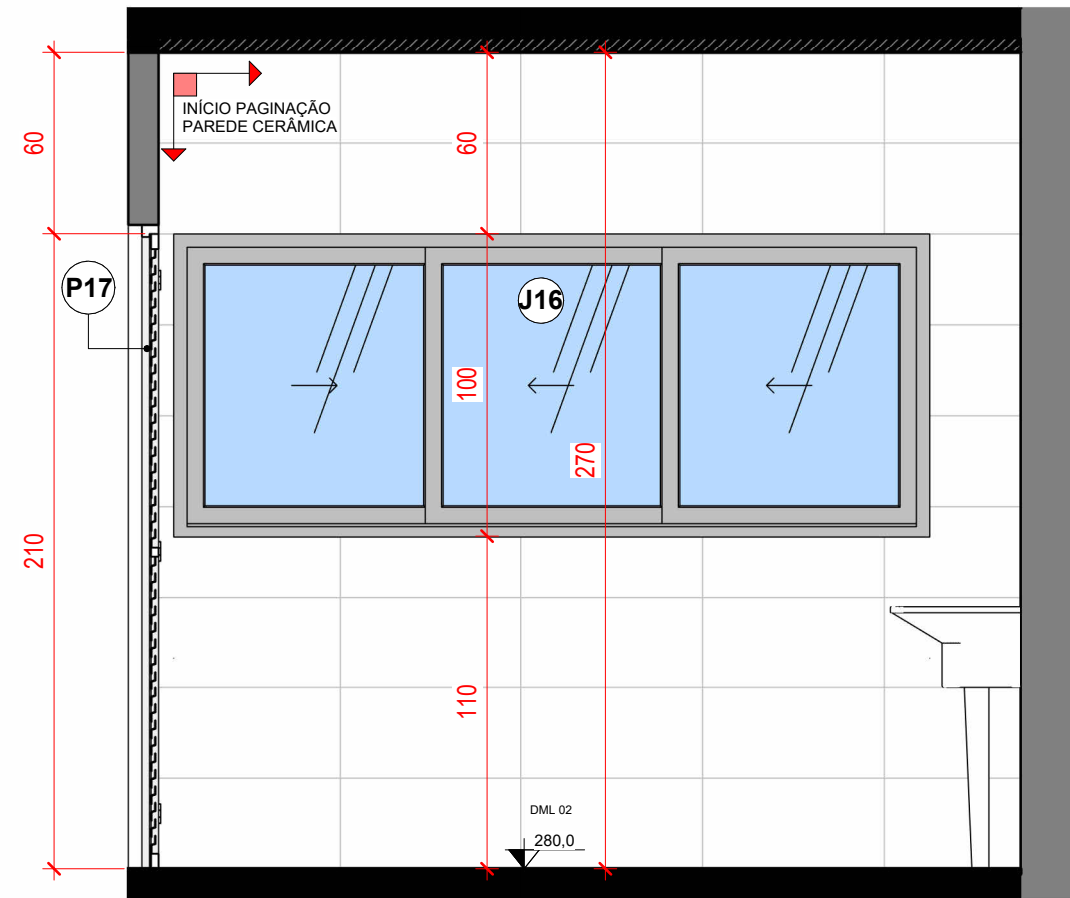 INÍCIO PAGINAÇÃO
PAREDE CERÂMICA
60
60
P17
J16
100
270
210
110
DML 02
280,0